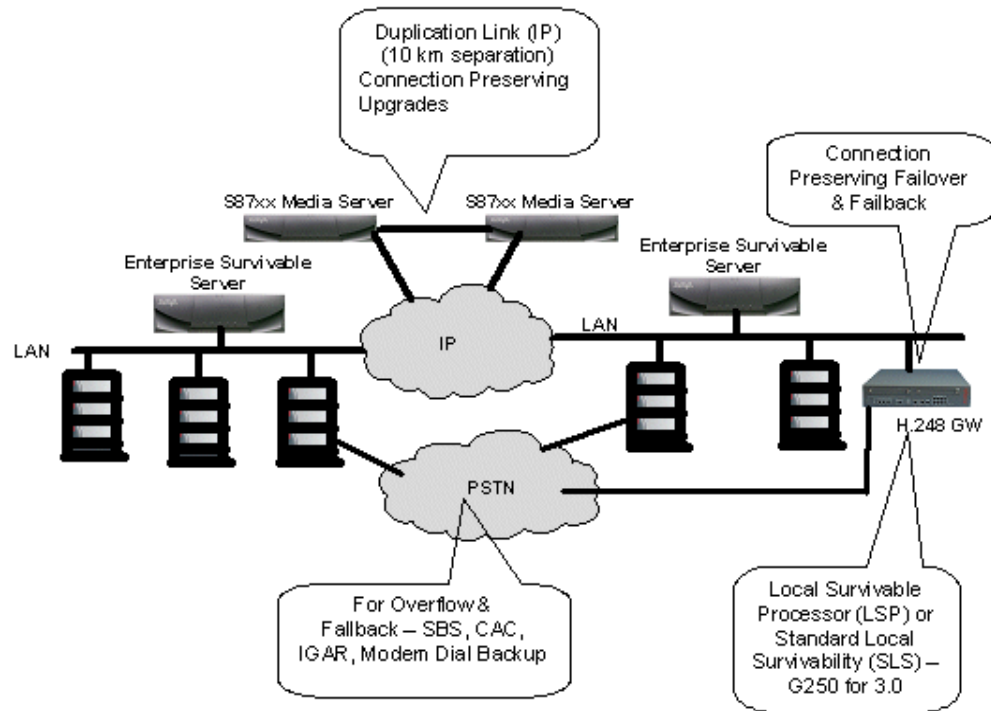 Duplication Link (IP)
(10 km separation)
Connection Preserving
Upgrades
Connection
Preserving Failover
& Failback
S87xx Media Server
S87xx Media Server
Enterprise Survivable
Server
Enterprise Survivable
Server
LAN
IP
LAN
H.248 GW
PSTN
For Overflow &
Fallback – SBS, CAC,
IGAR, Modem Dial Backup
Local Survivable
Processor (LSP) or
Standard Local
Survivability (SLS) –
G250 for 3.0